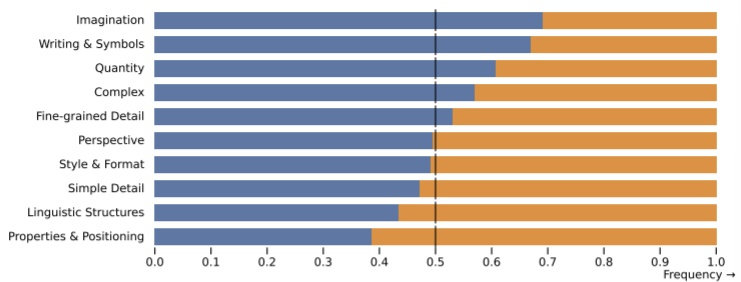 Imagination
Writing & Symbols
Quantity
Complex
Fine-grained Detail
Perspective
Style & Format
Simple Detail
Linguistic Structures
Properties & Positioning
0.0 0.1 0.2 0.3 0.4 0.5 0.6 0.7 0.8 0.9 1.0
Frequency →